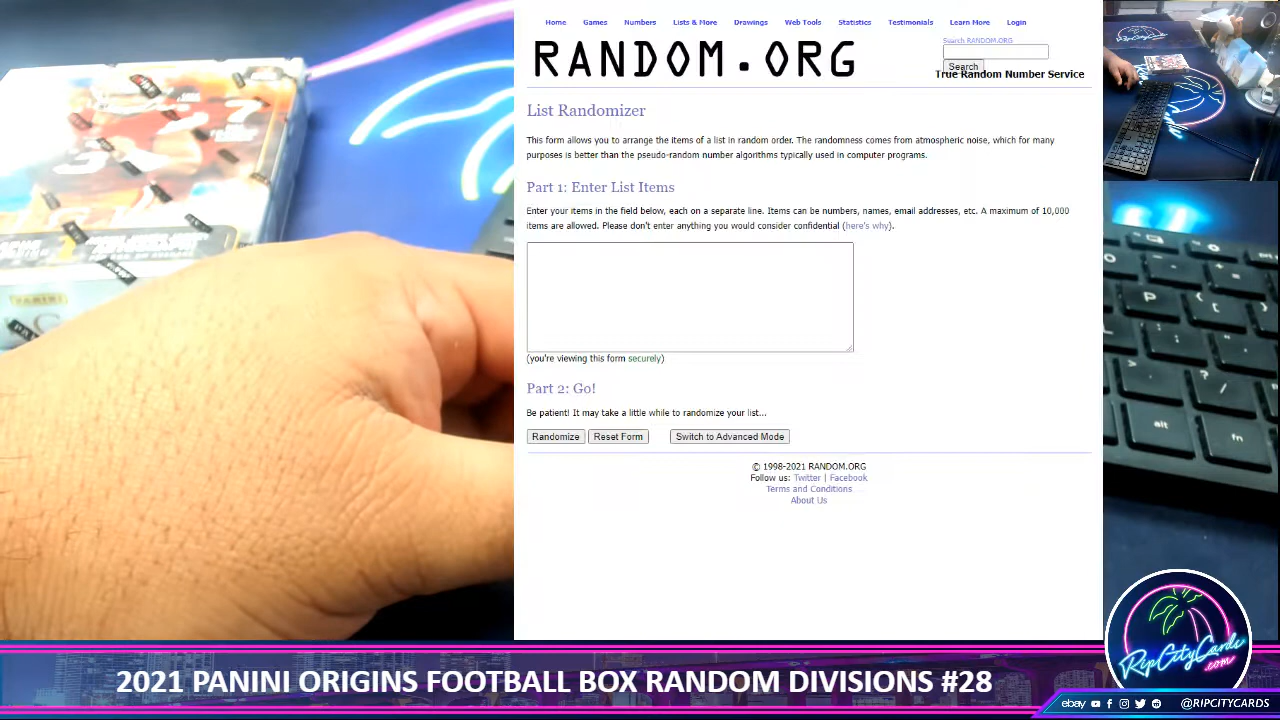 Home Games Numbers Lists & More Drawings Web Tools Statistics Testimonials Learn More Login
RANDOM.ORG
Search RANDOM.ORG
Search
True Random Number Service
List Randomizer
This form allows you to arrange the items of a list in random order. The randomness comes from atmospheric noise, which for many
purposes is better than the pseudo-random number algorithms typically used in computer programs.
Part 1: Enter List Items
Enter your items in the field below, each on a separate line. Items can be numbers, names, email addresses, etc. A maximum of 10,000
items are allowed. Please don't enter anything you would consider confidential (here's why).
(you're viewing this form securely)
Part 2: Go!
Be patient! It may take a little while to randomize your list...
Randomize Reset Form Switch to Advanced Mode
© 1998-2021 RANDOM.ORG
Follow us: Twitter | Facebook
Terms and Conditions
About Us
PANINI
P
alt
fn
RipCityCards
.com
2021 PANINI ORIGINS FOOTBALL BOX RANDOM DIVISIONS #28
ebay @RIPCITYCARDS